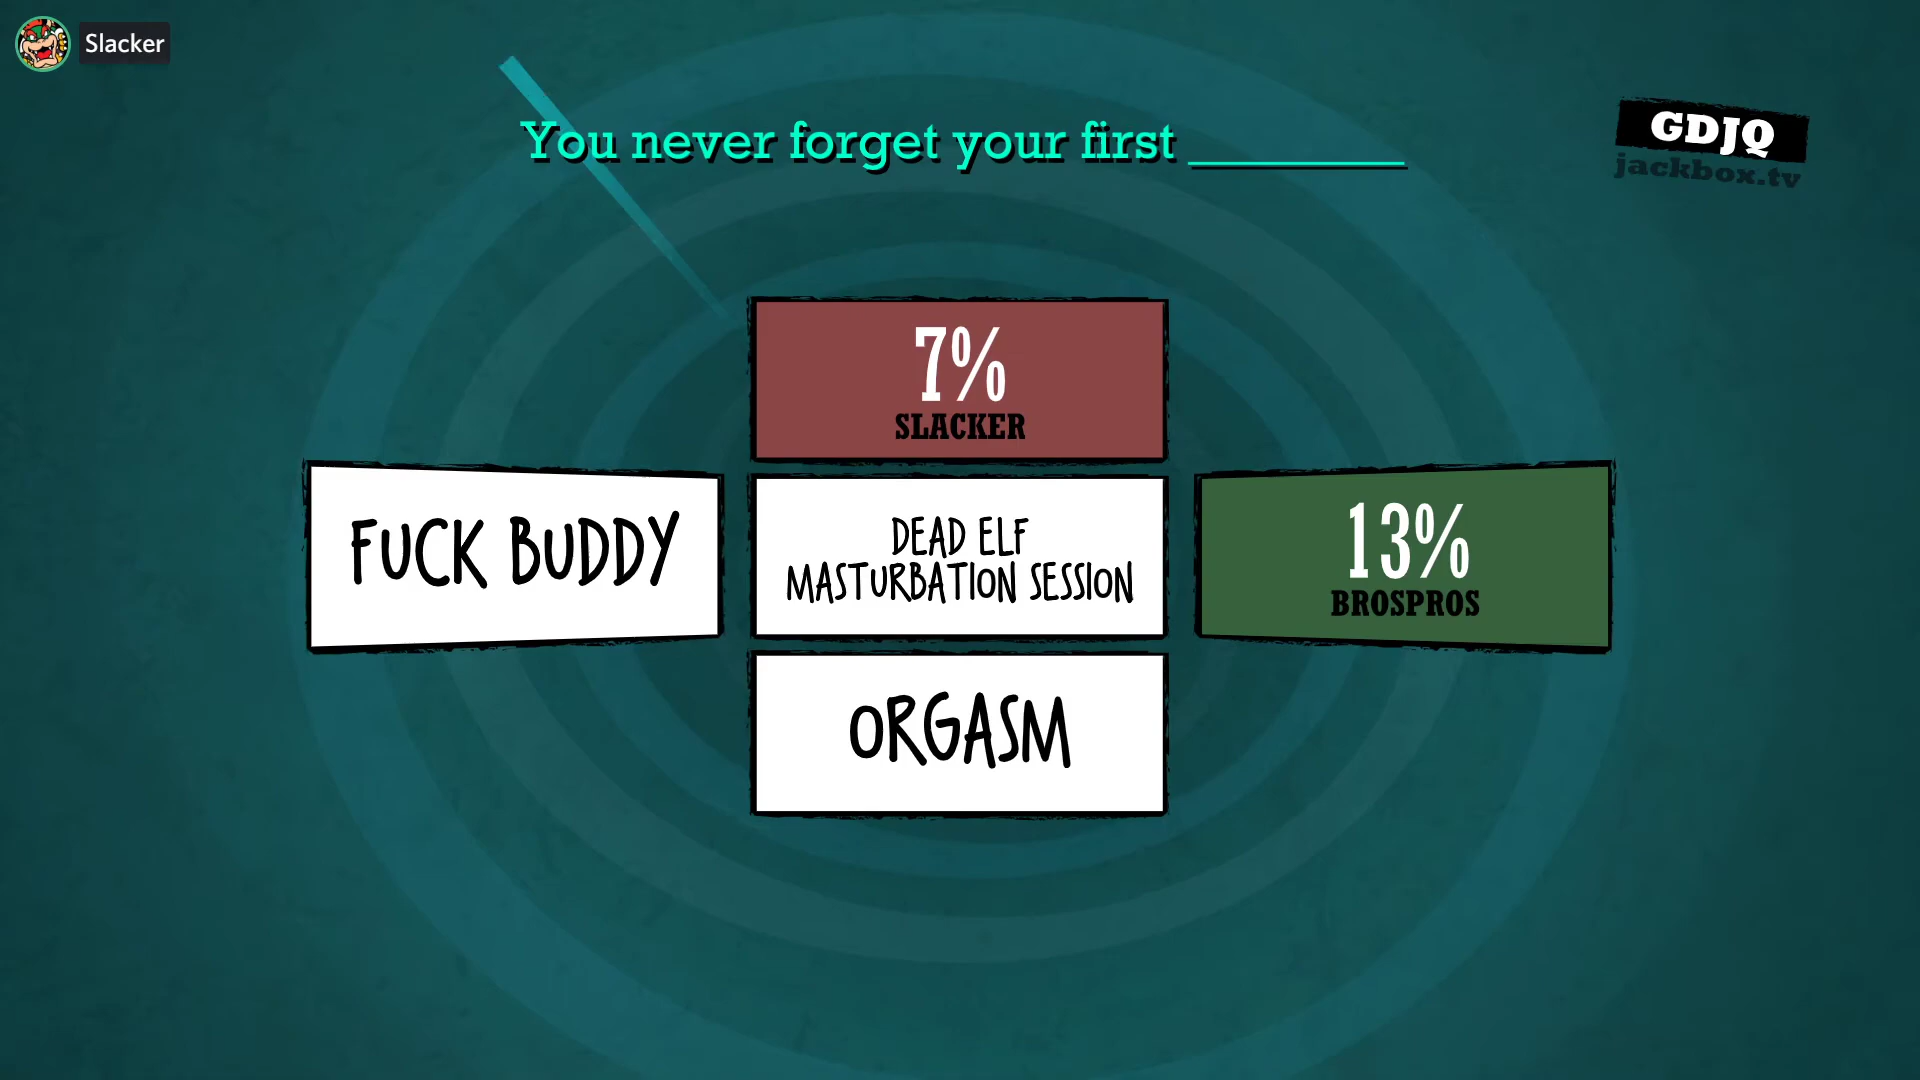 Slacker
You never forget your first ________
GDJQ
jackbox.tv
7%
SLACKER
FUCK BUDDY
DEAD ELF
MASTURBATION SESSION
13%
BROSPROS
ORGASM